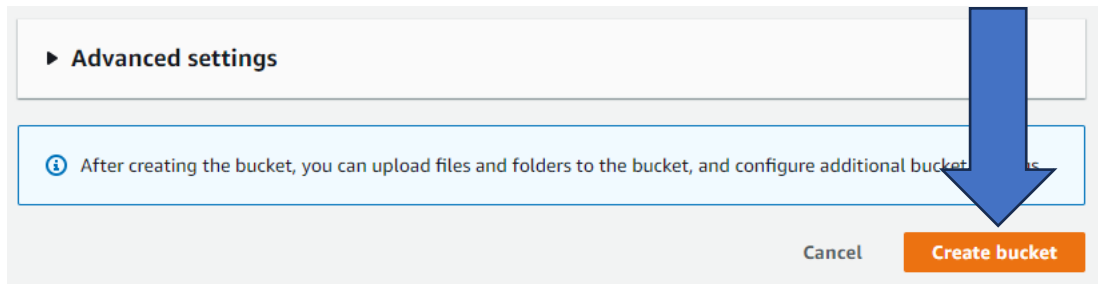 Advanced settings
After creating the bucket, you can upload files and folders to the bucket, and configure additional bucket
Cancel
Create bucket